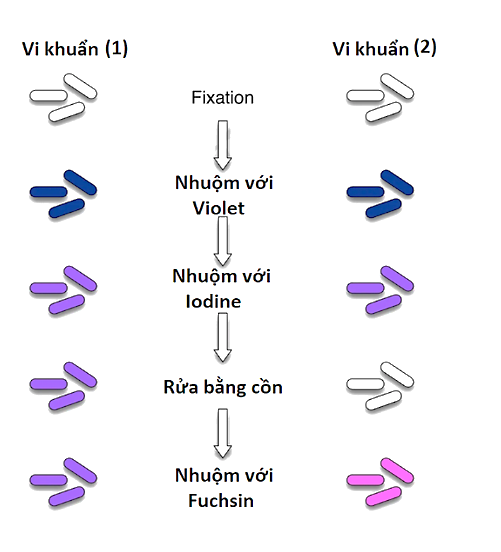 Vi khuẩn (1)
Vi khuẩn (2)
Fixation
Nhuộm với
Violet
Nhuộm với
Iodine
Rửa bằng cồn
Nhuộm với
Fuchsin